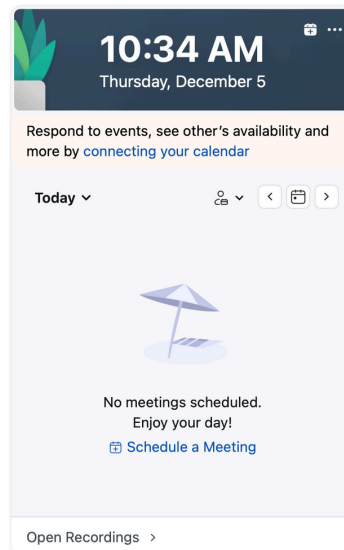 10:34 AM
Thursday, December 5
Respond to events, see other’s availability and
more by connecting your calendar
Today
No meetings scheduled.
Enjoy your day!
Schedule a Meeting
Open Recordings